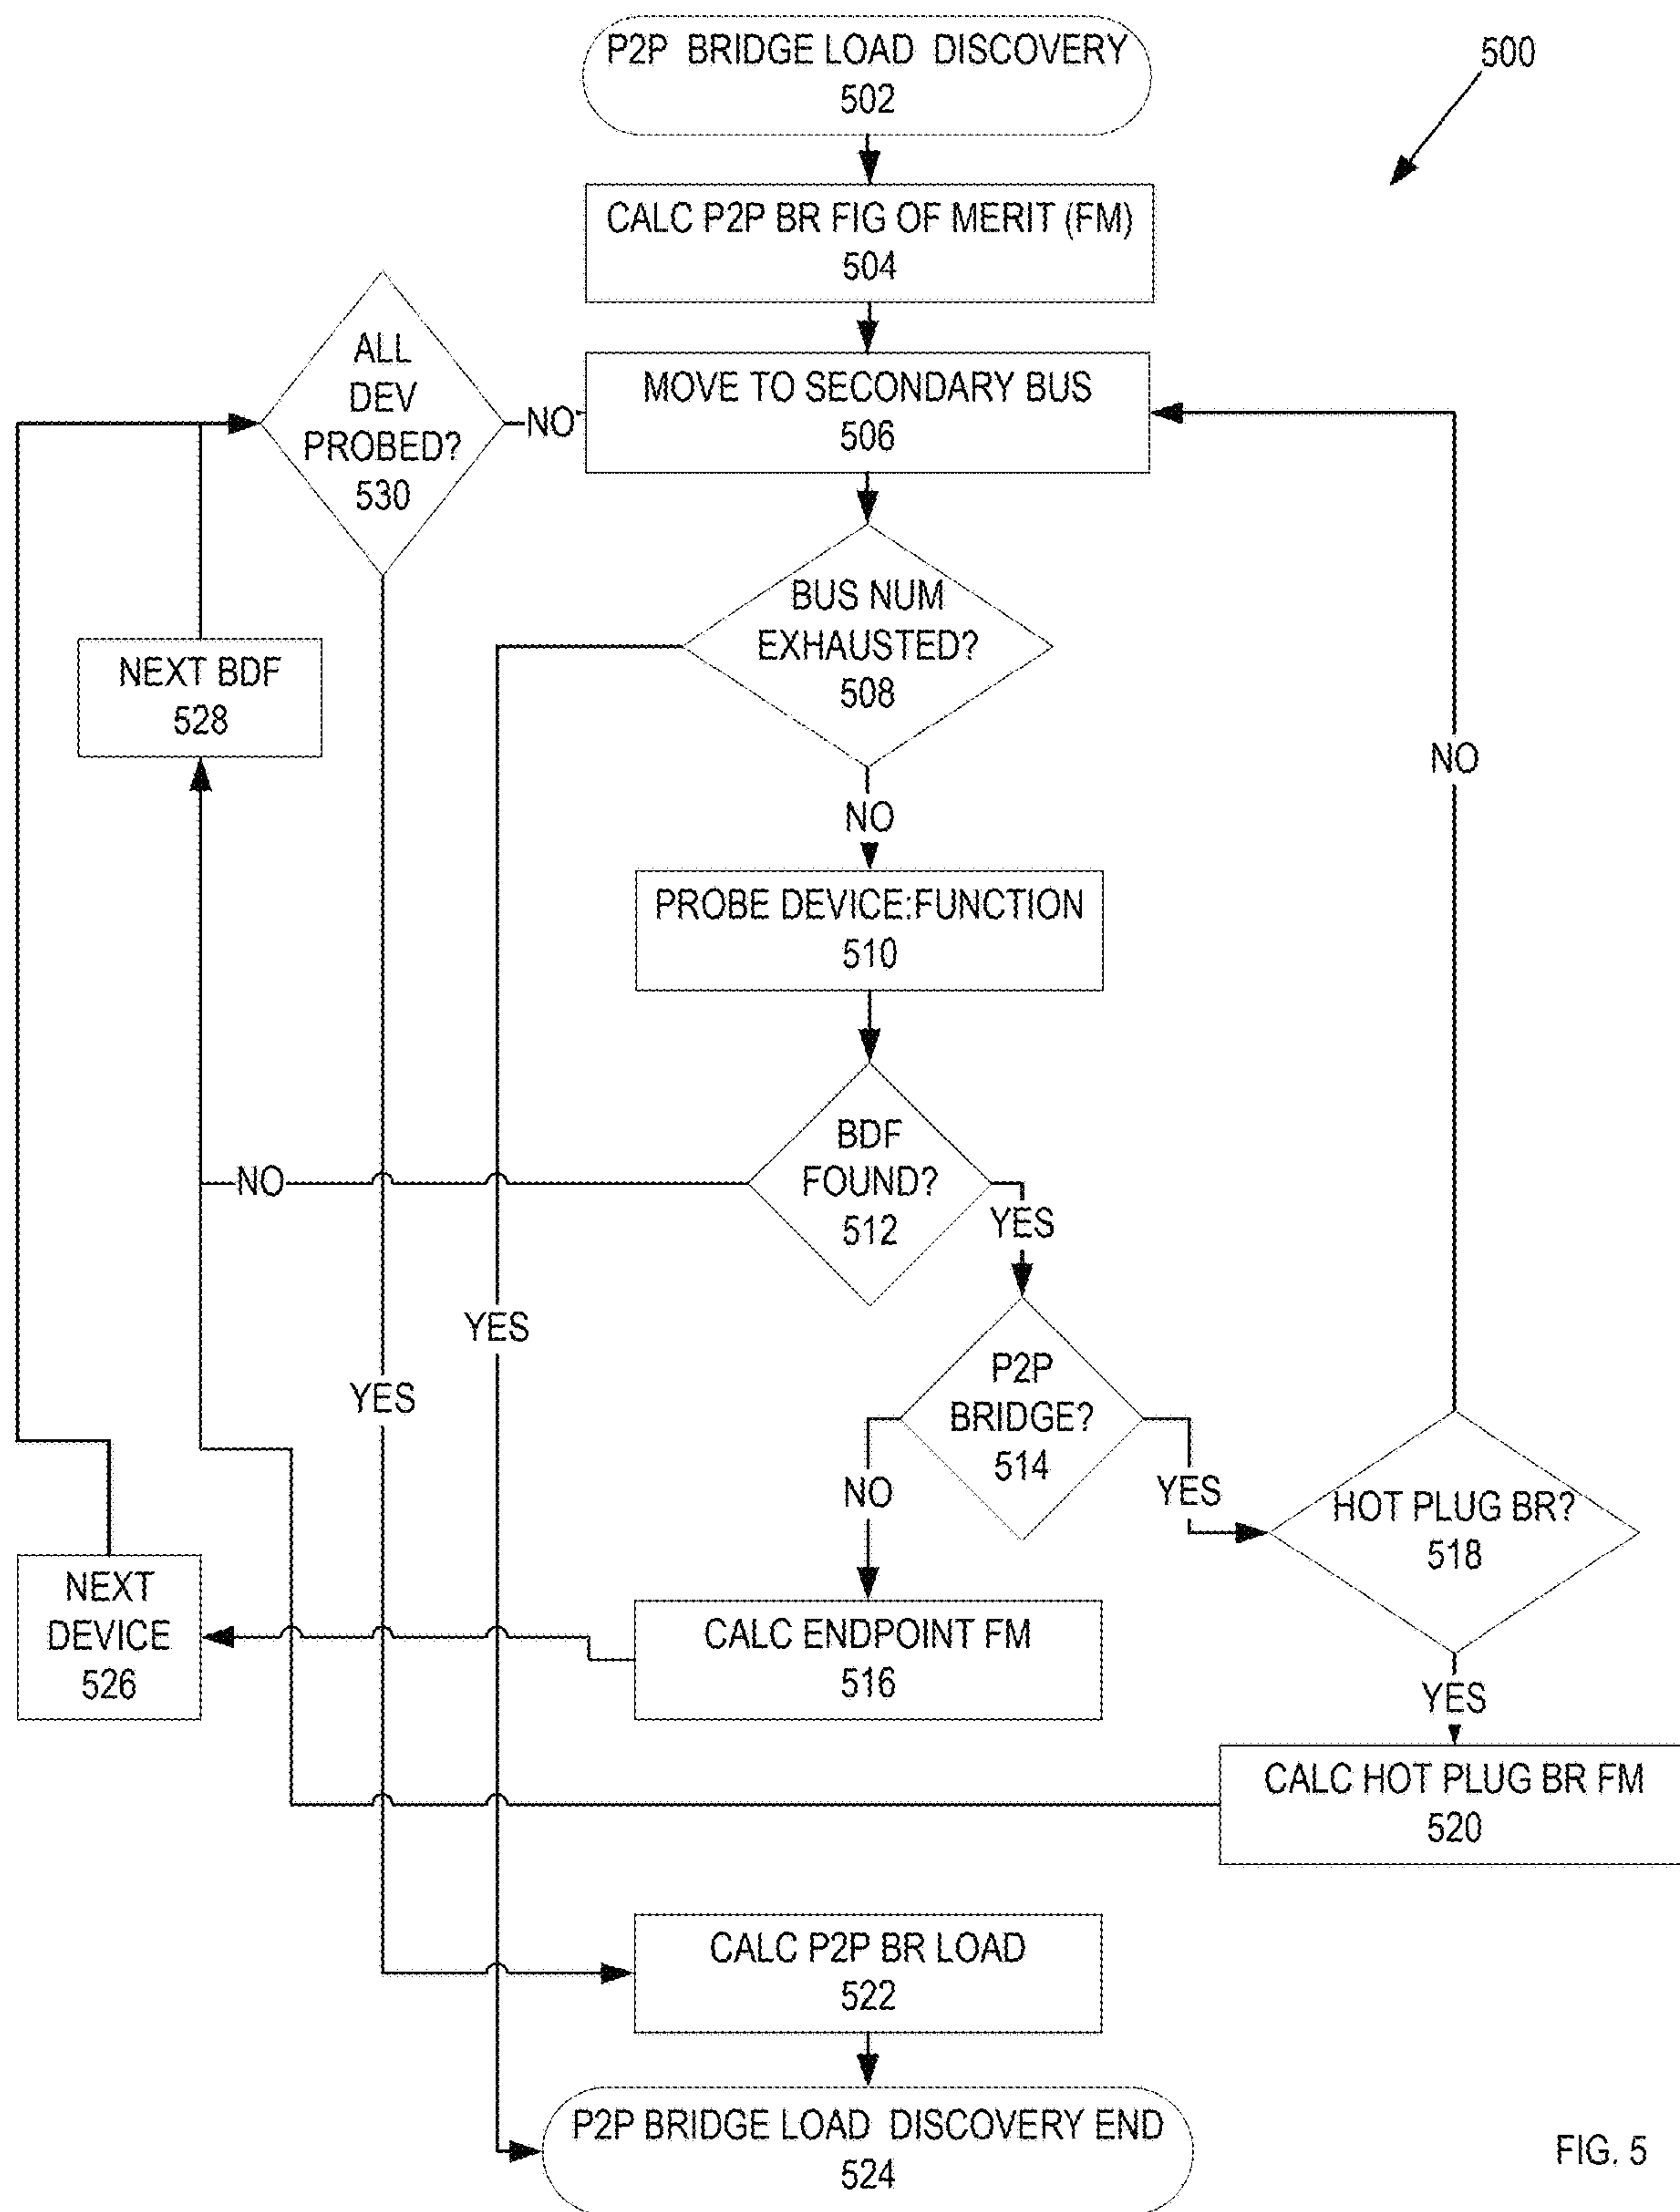 P2P BRIDGE LOAD DISCOVERY
502
500
CALC P2P BR FIG OF MERIT (FM)
504
ALL
DEV
PROBED?
530
NO
MOVE TO SECONDARY BUS
506
BUS NUM
EXHAUSTED?
508
NEXT BDF
528
NO
NO
PROBE DEVICE:FUNCTION
510
BDF
FOUND?
512
NO
YES
YES
YES
P2P
BRIDGE?
514
NO
YES
HOT PLUG BR?
518
NEXT
DEVICE
526
CALC ENDPOINT FM
516
YES
CALC HOT PLUG BR FM
520
CALC P2P BR LOAD
522
P2P BRIDGE LOAD DISCOVERY END
524
FIG. 5